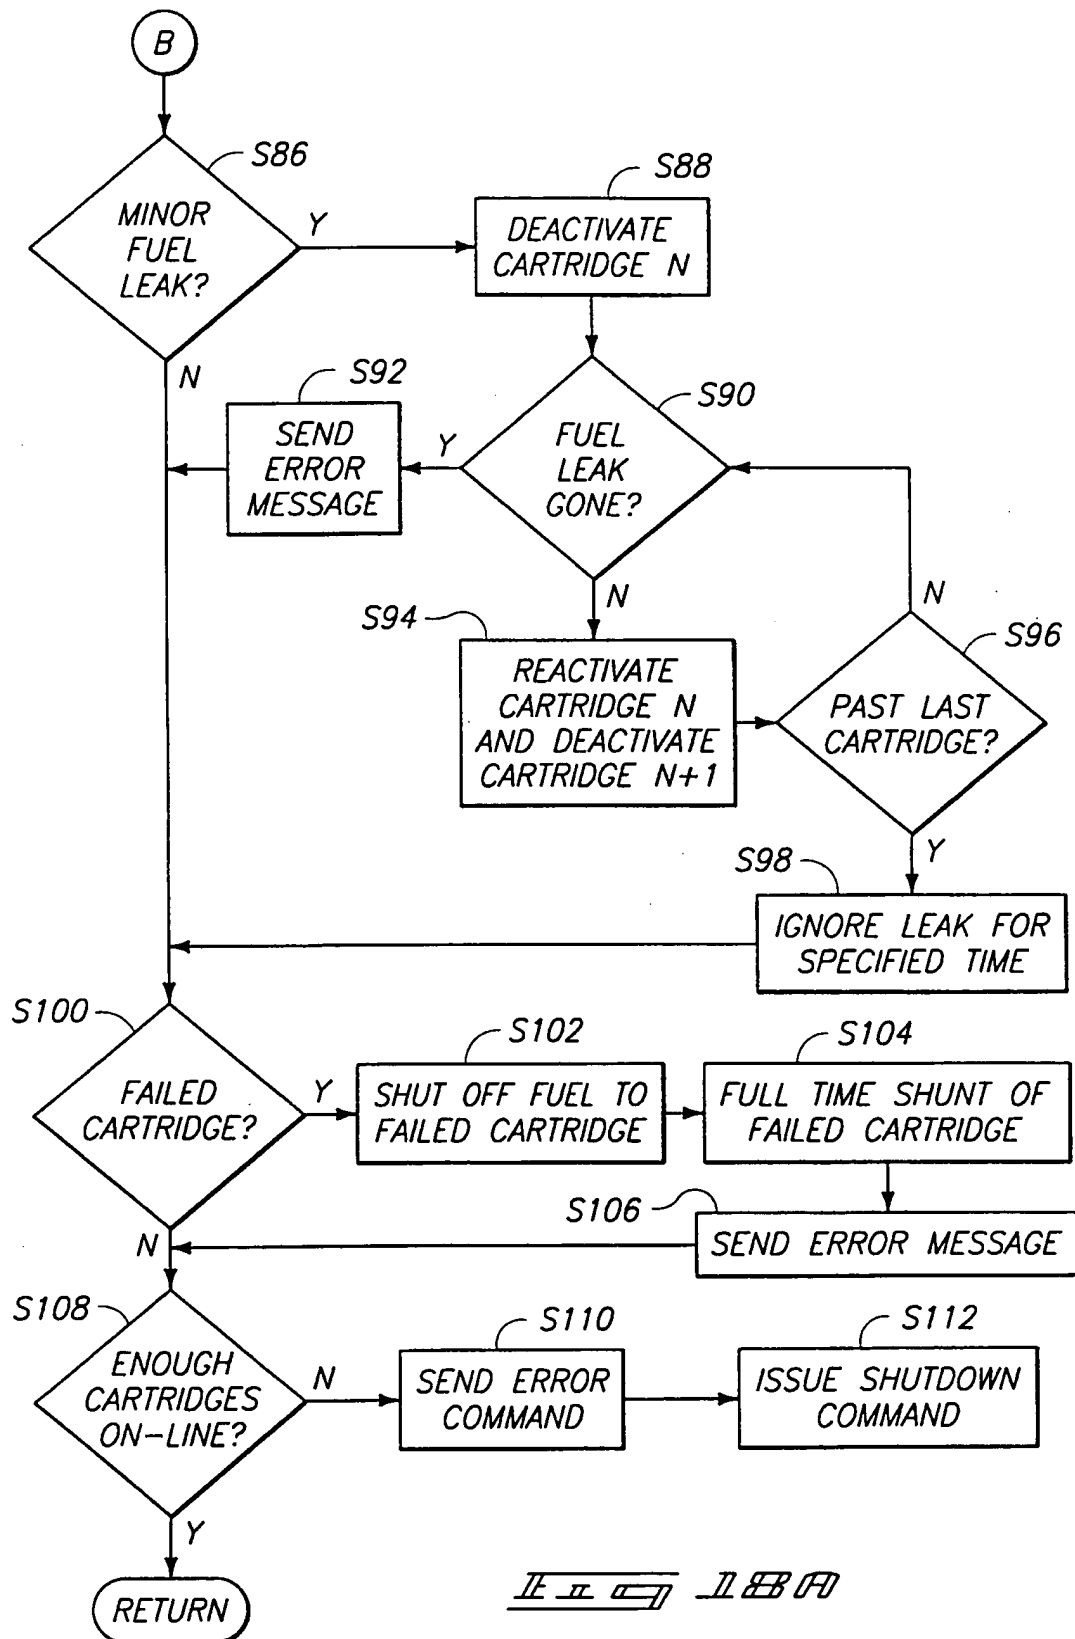 B
S86
MINOR
FUEL
LEAK?
Y
N
S88
DEACTIVATE
CARTRIDGE N
S92
SEND
ERROR
MESSAGE
Y
S90
FUEL
LEAK
GONE?
N
S94
REACTIVATE
CARTRIDGE N
AND DEACTIVATE
CARTRIDGE N+1
N
S96
PAST LAST
CARTRIDGE?
Y
S98
IGNORE LEAK FOR
SPECIFIED TIME
S100
FAILED
CARTRIDGE?
Y
N
S102
SHUT OFF FUEL TO
FAILED CARTRIDGE
S104
FULL TIME SHUNT OF
FAILED CARTRIDGE
S106
SEND ERROR MESSAGE
S108
ENOUGH
CARTRIDGES
ON-LINE?
N
S110
SEND ERROR
COMMAND
S112
ISSUE SHUTDOWN
COMMAND
Y
RETURN
FIG 18A